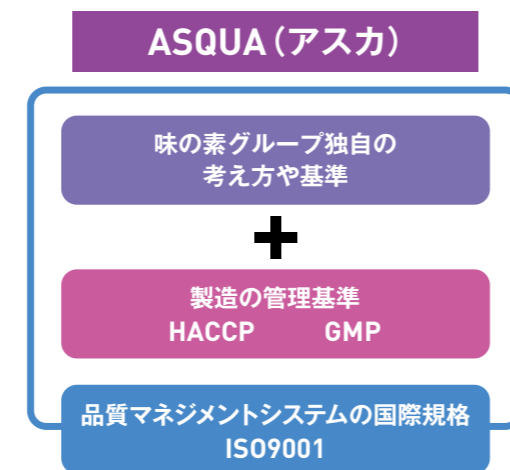 ASQUA（アスカ）
味の素グループ独自の
考え方や基準
+
製造の管理基準
HACCP GMP
品質マネジメントシステムの国際規格
ISO9001